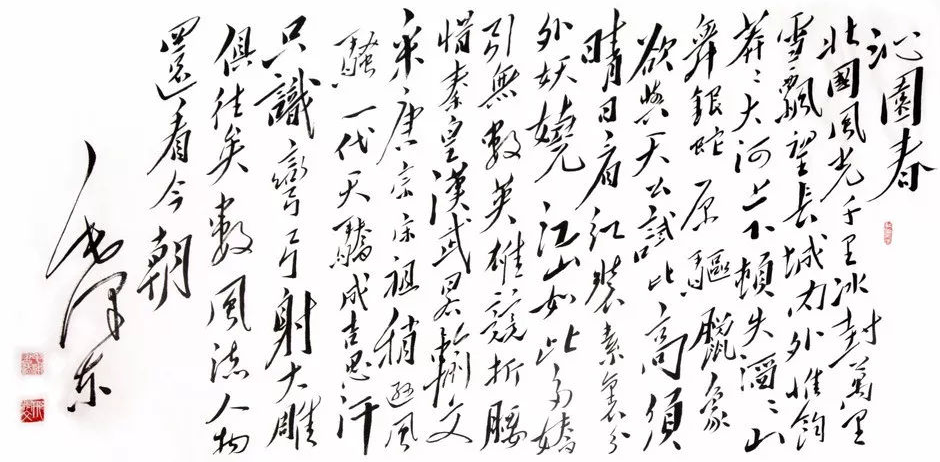 沁園春
北國風光千里冰封萬里
雪飄望長城內外惟餘
莽〻大河上下頓失滔〻山
舞銀蛇原驅臘象
欲與天公試比高須
晴日看紅裝素裹分
外妖嬈江山如此多嬌
引無數英雄競折腰
惜秦皇漢武畧輸文
采唐宗宋祖稍遜風
騷一代天驕成吉思汗
只識彎弓射大雕
俱往矣數風流人物
還看今朝
毛泽东